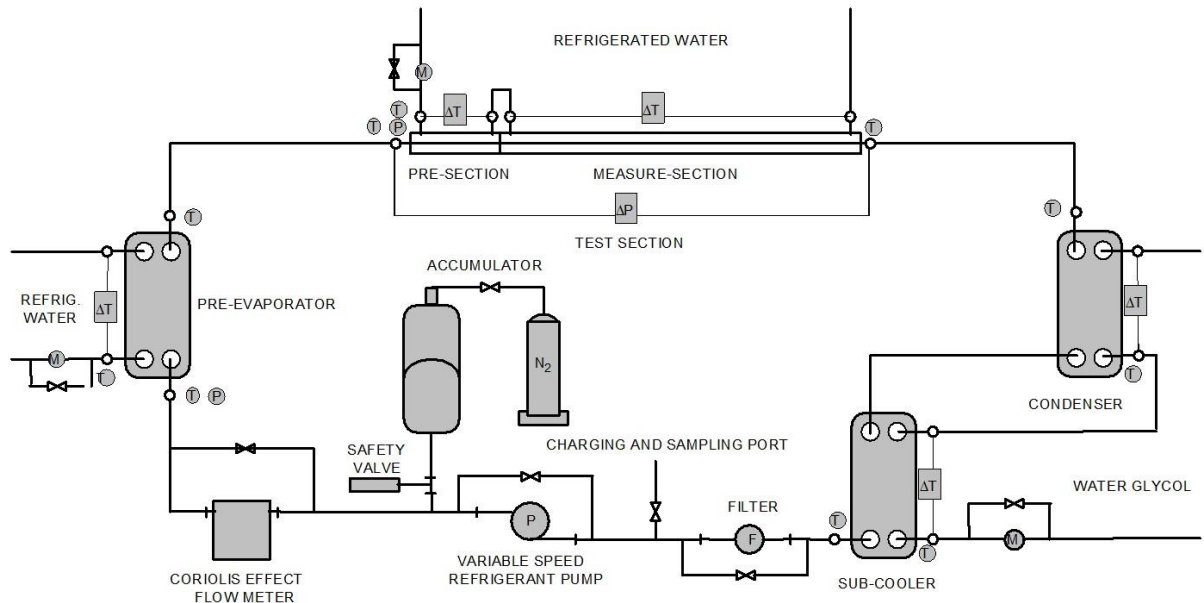 REFRIGERATED WATER
M
T
ΔT
ΔT
T
P
T
PRE-SECTION
MEASURE-SECTION
ΔP
TEST SECTION
T
T
ACCUMULATOR
REFRIG.
WATER
ΔT
PRE-EVAPORATOR
ΔT
M
T
N2
T
P
CONDENSER
T
SAFETY
VALVE
CHARGING AND SAMPLING PORT
ΔT
WATER GLYCOL
FILTER
P
T
F
T
M
VARIABLE SPEED
REFRIGERANT PUMP
SUB-COOLER
CORIOLIS EFFECT
FLOW METER